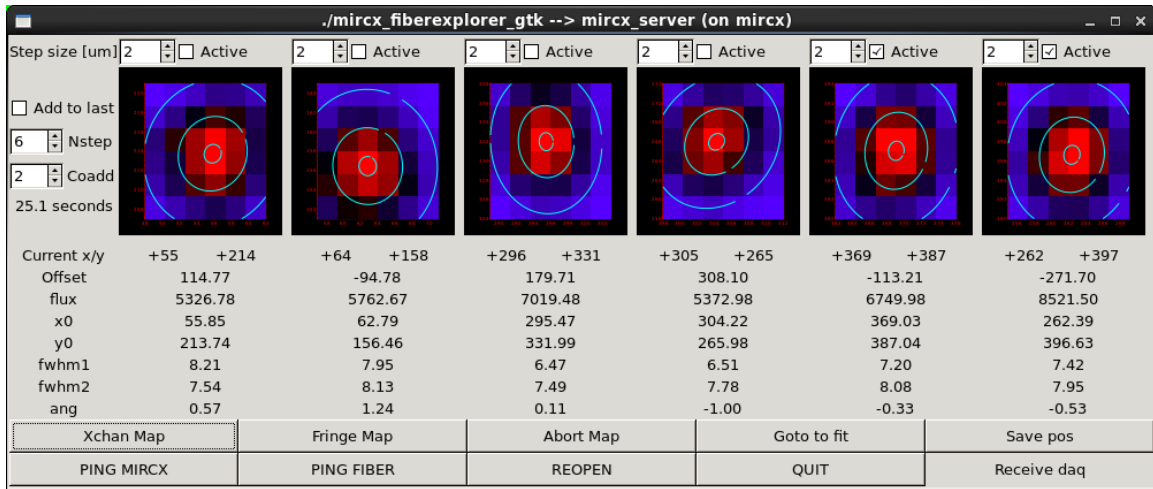 ./mircx_fiberexplorer_gtk --> mircx_server (on mircx)
Step size [um] 2 Active 2 Active 2 Active 2 Active 2 Active 2 Active
Add to last
6 Nstep
2 Coadd
25.1 seconds
Current x/y +55 +214 +64 +158 +296 +331 +305 +265 +369 +387 +262 +397
Offset 114.77 -94.78 179.71 308.10 -113.21 -271.70
flux 5326.78 5762.67 7019.48 5372.98 6749.98 8521.50
x0 55.85 62.79 295.47 304.22 369.03 262.39
y0 213.74 156.46 331.99 265.98 387.04 396.63
fwhm1 8.21 7.95 6.47 6.51 7.20 7.42
fwhm2 7.54 8.13 7.49 7.78 8.08 7.95
ang 0.57 1.24 0.11 -1.00 -0.33 -0.53
Xchan Map Fringe Map Abort Map Goto to fit Save pos
PING MIRCX PING FIBER REOPEN QUIT Receive daq